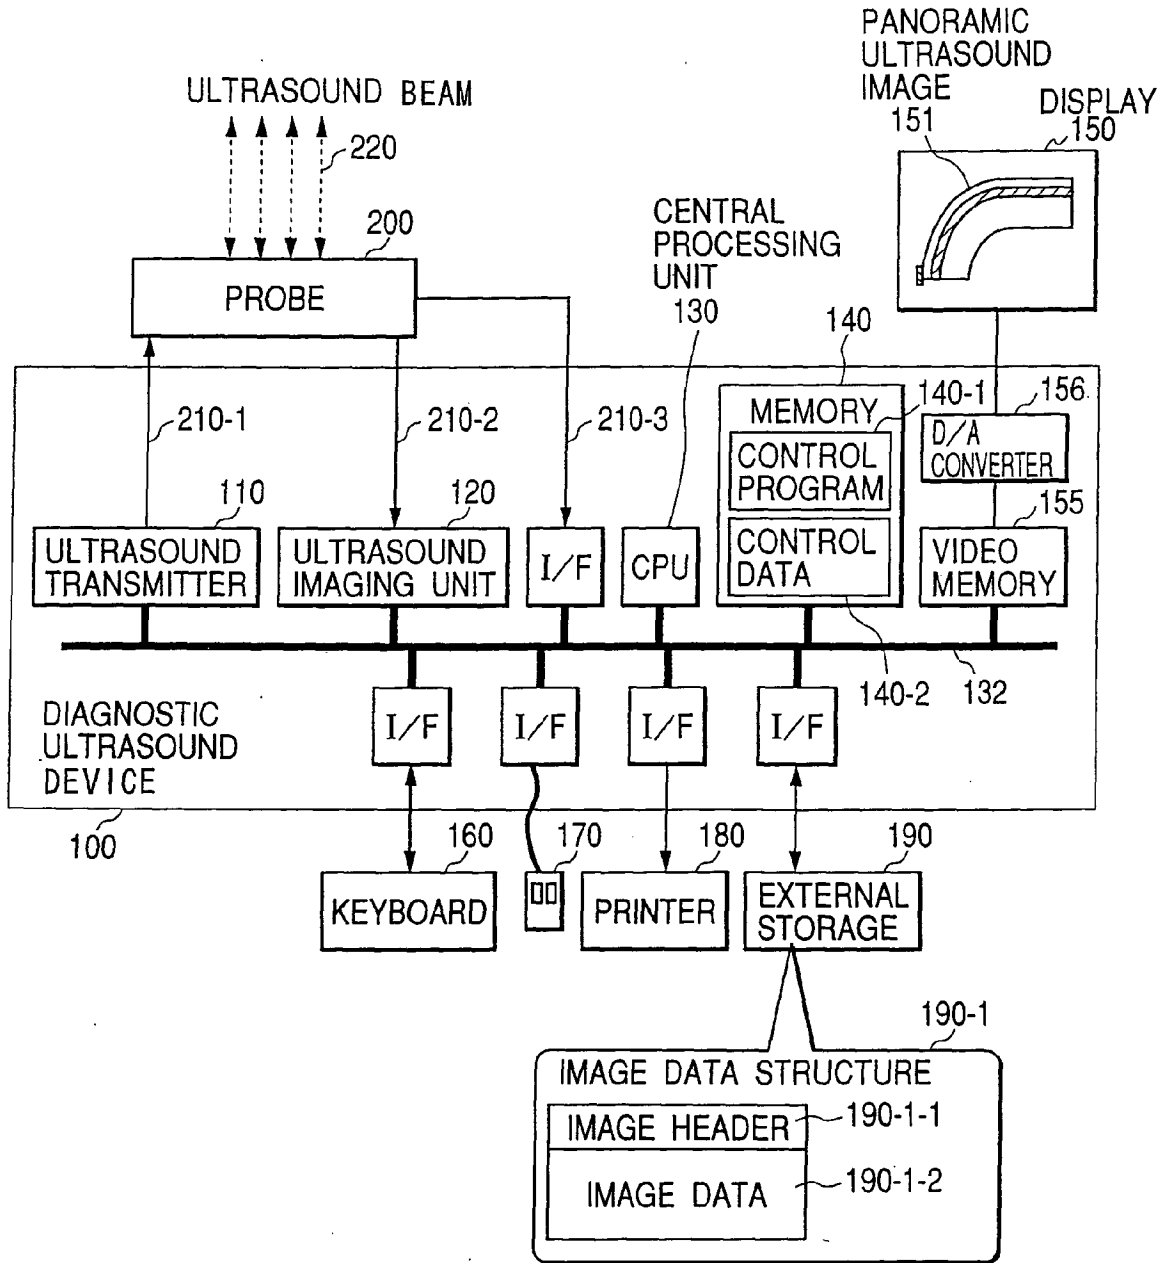 PANORAMIC
ULTRASOUND
IMAGE
151
DISPLAY
150
ULTRASOUND BEAM
220
200
PROBE
CENTRAL
PROCESSING
UNIT
130
140
210-1
210-2
210-3
MEMORY
140-1
CONTROL
PROGRAM
CONTROL
DATA
156
D/A
CONVERTER
110
ULTRASOUND
TRANSMITTER
120
ULTRASOUND
IMAGING UNIT
I/F
CPU
155
VIDEO
MEMORY
140-2
132
DIAGNOSTIC
ULTRASOUND
DEVICE
I/F
I/F
I/F
I/F
100
160
KEYBOARD
170
180
PRINTER
190
EXTERNAL
STORAGE
190-1
IMAGE DATA STRUCTURE
IMAGE HEADER
190-1-1
IMAGE DATA
190-1-2